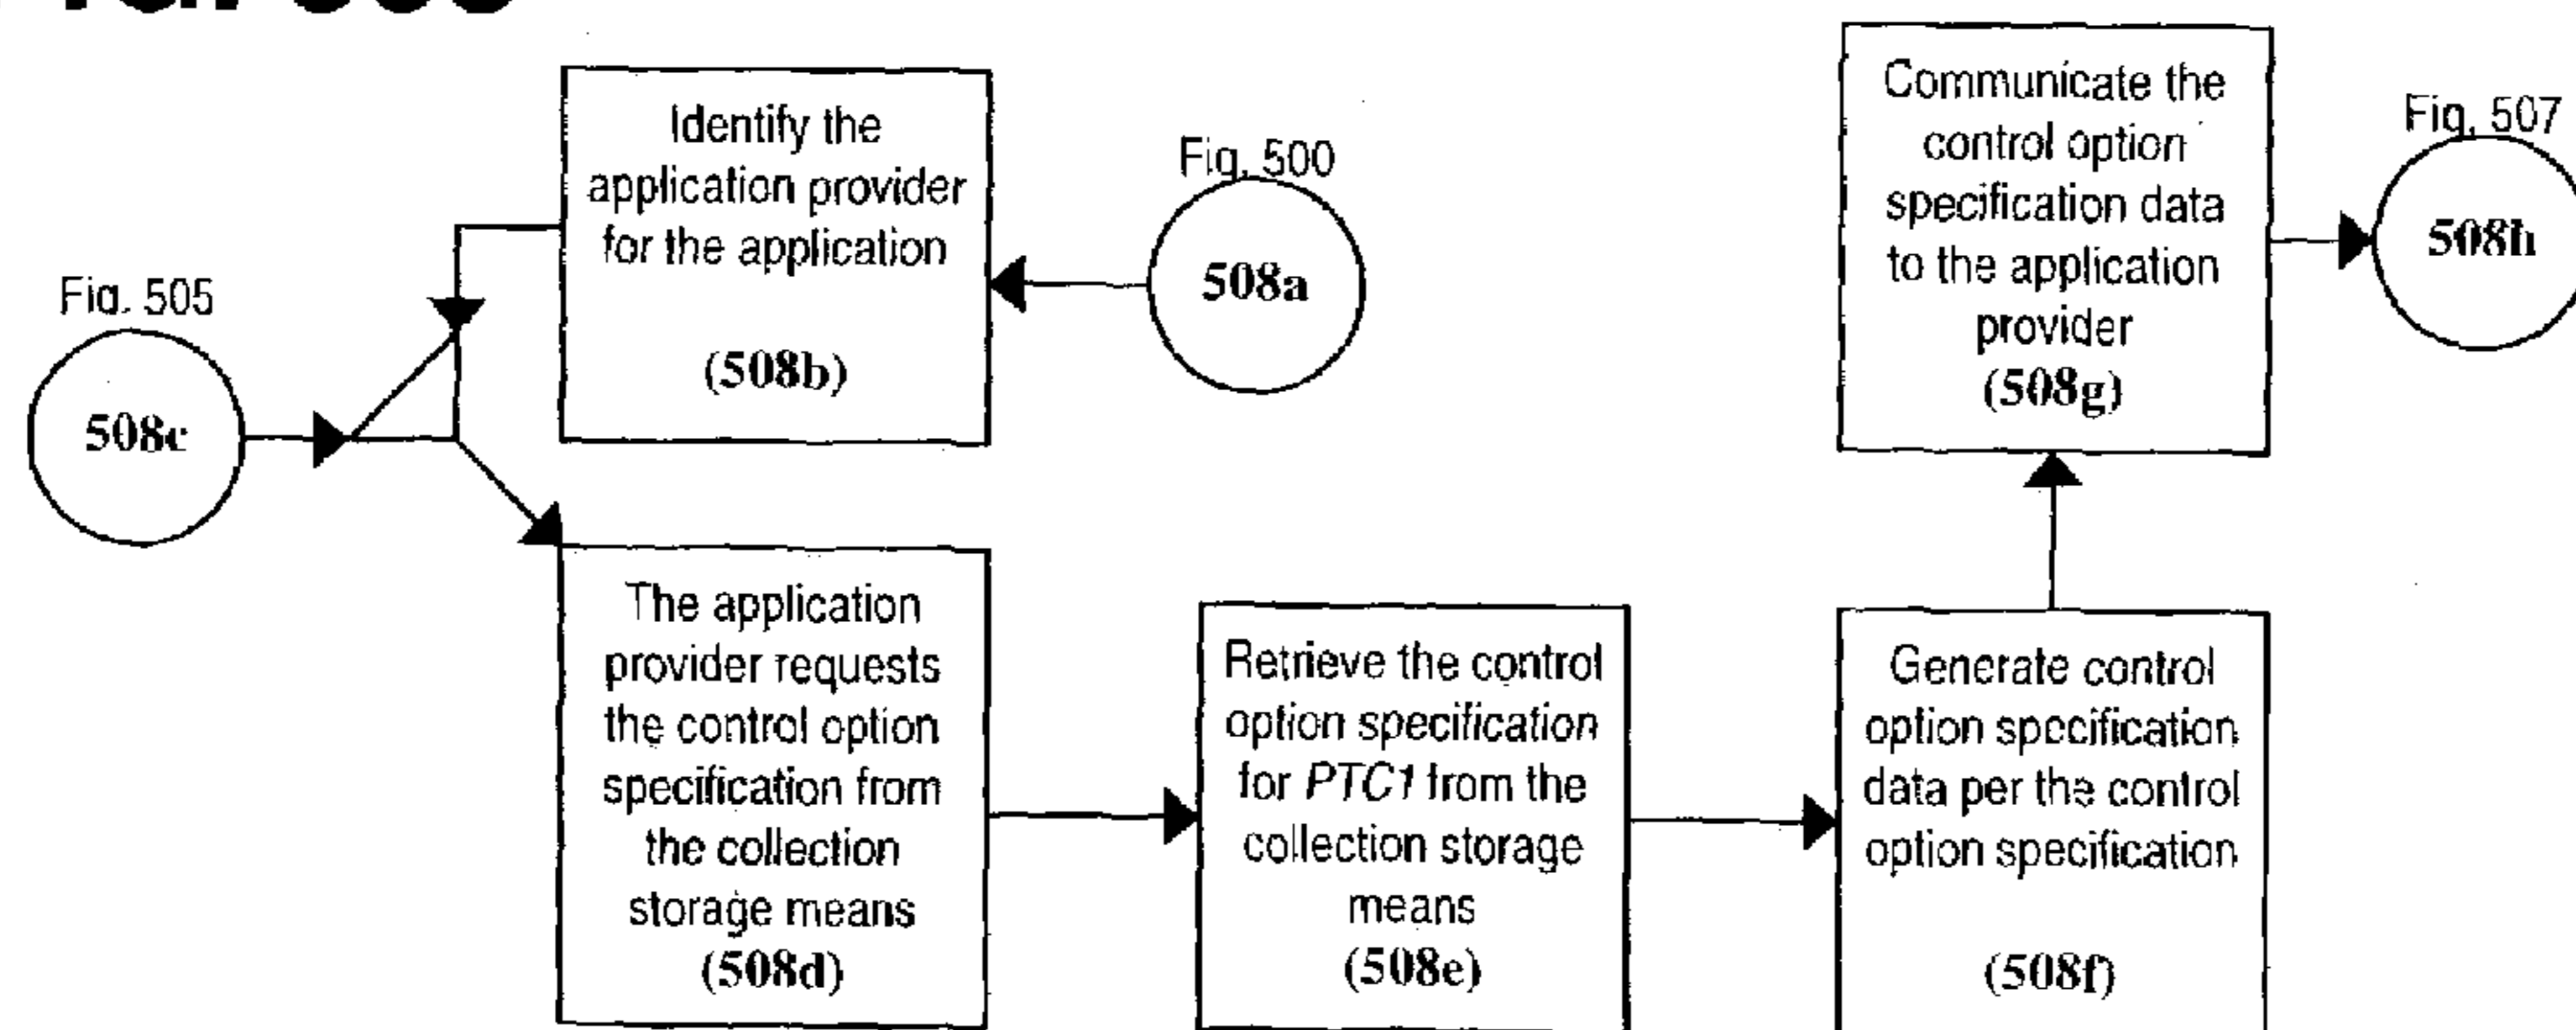 Identify the
application provider
for the application
(508b)
Fig. 500
508a
Fig. 505
508c
The application
provider requests
the control option
specification from
the collection
storage means
(508d)
Retrieve the control
option specification
for PTC1 from the
collection storage
means
(508e)
Generate control
option specification
data per the control
option specification
(508f)
Communicate the
control option
specification data
to the application
provider
(508g)
Fig. 507
508h